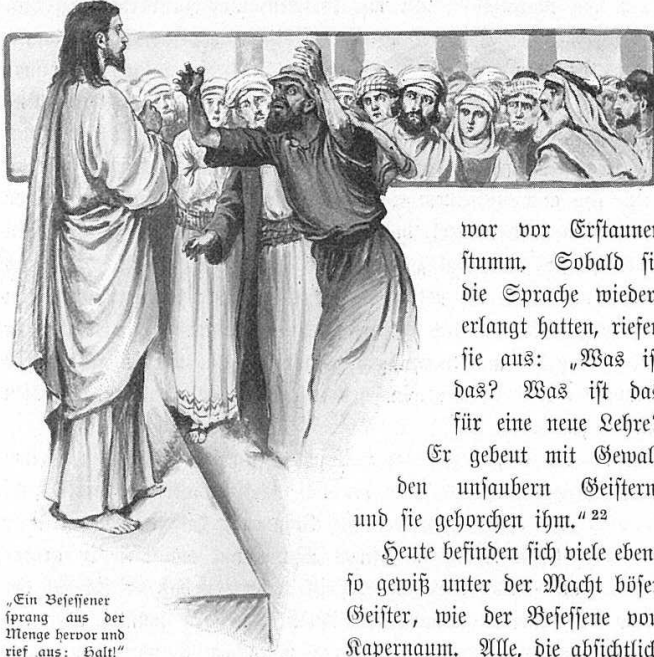 war vor Erstaunen
stumm. Sobald si
die Sprache wieder
erlangt hatten, riefen
sie aus: „Was is
das? Was ist das
für eine neue Lehre?
Er gebeut mit Gewal
den unsaubern Geistern
und sie gehorchen ihm." 22
Heute befinden sich viele eben
so gewiß unter der Macht böser
Geister, wie der Besessene von
Kapernaum. Alle, die absichtlich
„Ein Besessener
sprang aus der
Menge hervor und
rief aus: Halt!"